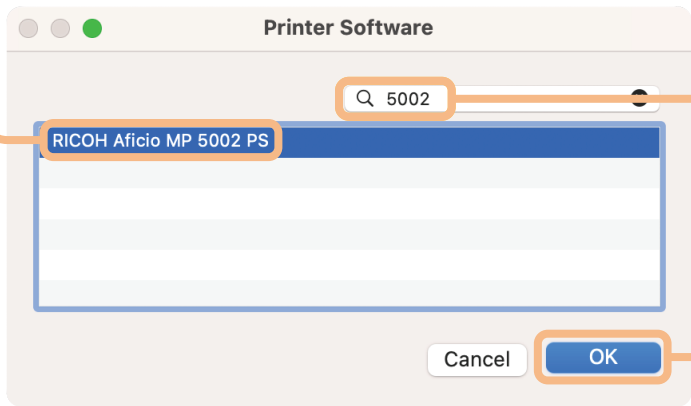 Printer Software
5002
RICOH Aficio MP 5002 PS
Cancel
OK